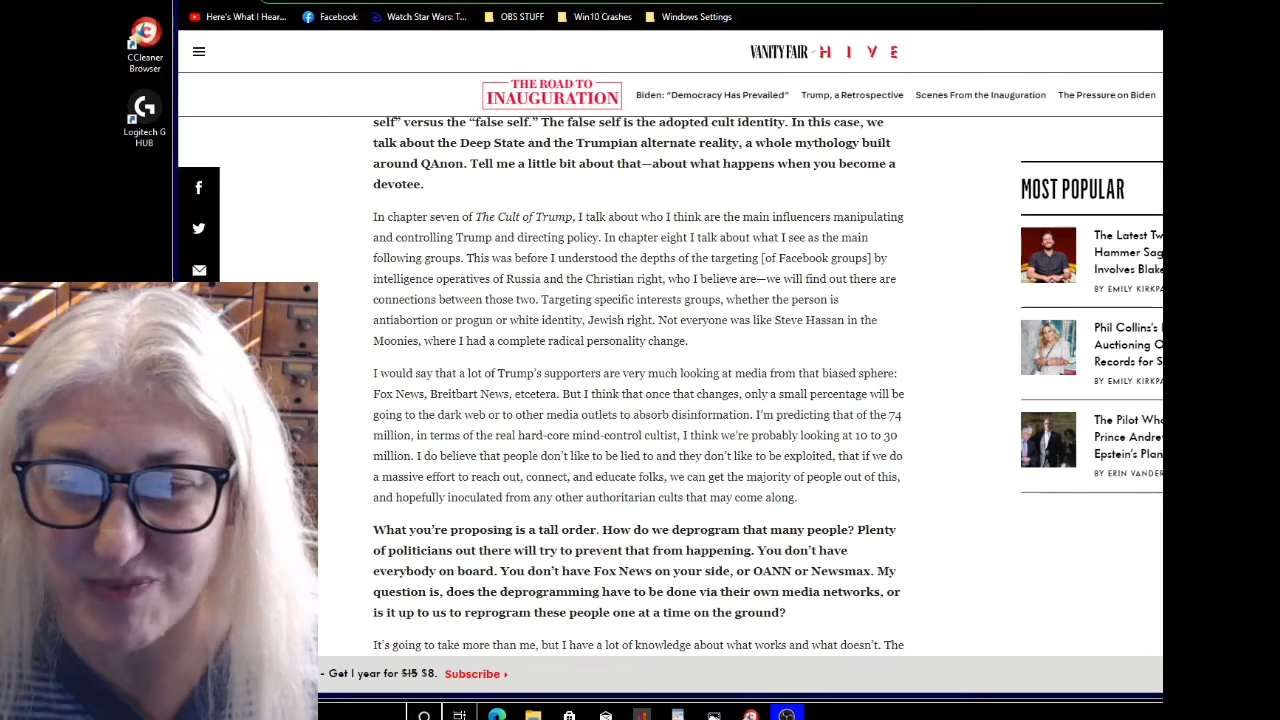 Here's What I Hear...
Facebook
Watch Star Wars: T...
OBS STUFF
Win10 Crashes
Windows Settings
CCleaner
Browser
Logitech G
HUB
VANITY FAIR
HIVE
THE ROAD TO
INAUGURATION
Biden: “Democracy Has Prevailed”
Trump, a Retrospective
Scenes From the Inauguration
The Pressure on Biden
self” versus the “false self.” The false self is the adopted cult identity. In this case, we
talk about the Deep State and the Trumpian alternate reality, a whole mythology built
around QAnon. Tell me a little bit about that—about what happens when you become a
devotee.
In chapter seven of The Cult of Trump, I talk about who I think are the main influencers manipulating
and controlling Trump and directing policy. In chapter eight I talk about what I see as the main
following groups. This was before I understood the depths of the targeting [of Facebook groups] by
intelligence operatives of Russia and the Christian right, who I believe are—we will find out there are
connections between those two. Targeting specific interests groups, whether the person is
antiabortion or progun or white identity, Jewish right. Not everyone was like Steve Hassan in the
Moonies, where I had a complete radical personality change.
I would say that a lot of Trump’s supporters are very much looking at media from that biased sphere:
Fox News, Breitbart News, etcetera. But I think that once that changes, only a small percentage will be
going to the dark web or to other media outlets to absorb disinformation. I’m predicting that of the 74
million, in terms of the real hard-core mind-control cultist, I think we’re probably looking at 10 to 30
million. I do believe that people don’t like to be lied to and they don’t like to be exploited, that if we do
a massive effort to reach out, connect, and educate folks, we can get the majority of people out of this,
and hopefully inoculated from any other authoritarian cults that may come along.
What you’re proposing is a tall order. How do we deprogram that many people? Plenty
of politicians out there will try to prevent that from happening. You don’t have
everybody on board. You don’t have Fox News on your side, or OANN or Newsmax. My
question is, does the deprogramming have to be done via their own media networks, or
is it up to us to reprogram these people one at a time on the ground?
It’s going to take more than me, but I have a lot of knowledge about what works and what doesn’t. The
MOST POPULAR
The Latest Tw
Hammer Sag
Involves Blake
BY EMILY KIRKPA
Phil Collins’s
Auctioning O
Records for $
BY EMILY KIRKPA
The Pilot Who
Prince Andre
Epstein’s Plan
BY ERIN VANDER
- Get 1 year for $15 $8. Subscribe ›